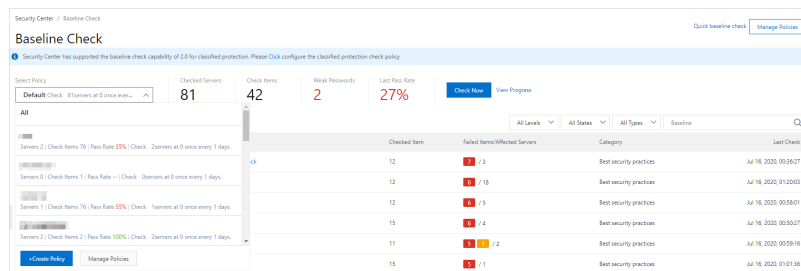 Security Center / Baseline Check
Baseline Check
Quick baseline check
Manage Policies
Security Center has supported the baseline check capability of 2.0 for classified protection. Please Click configure the classified protection check policy
Select Policy
Default Check 81servers at 0 once ever...
Checked Servers
81
Check Items
42
Weak Passwords
2
Last Pass Rate
27%
Check Now
View Progress
All
Servers 2 | Check Items 76 | Pass Rate 35% | Check 2servers at 0 once every 1 days.
Servers 0 | Check Items 1 | Pass Rate -- | Check 0servers at 0 once every 1 days.
Servers 1 | Check Items 76 | Pass Rate 55% | Check 1servers at 0 once every 1 days.
Servers 2 | Check Items 2 | Pass Rate 100% | Check 2servers at 0 once every 1 days.
+Create Policy
Manage Policies
All Levels
All States
All Types
Baseline
Checked Item
Failed Items/Affected Servers
Category
Last Check
ck
12
7 / 3
Best security practices
Jul 16, 2020, 00:36:27
12
6 / 18
Best security practices
Jul 16, 2020, 01:20:03
12
6 / 5
Best security practices
Jul 16, 2020, 00:58:01
15
6 / 4
Best security practices
Jul 16, 2020, 00:50:27
11
5 1 / 2
Best security practices
Jul 16, 2020, 00:59:16
15
5 / 1
Best security practices
Jul 16, 2020, 01:01:36